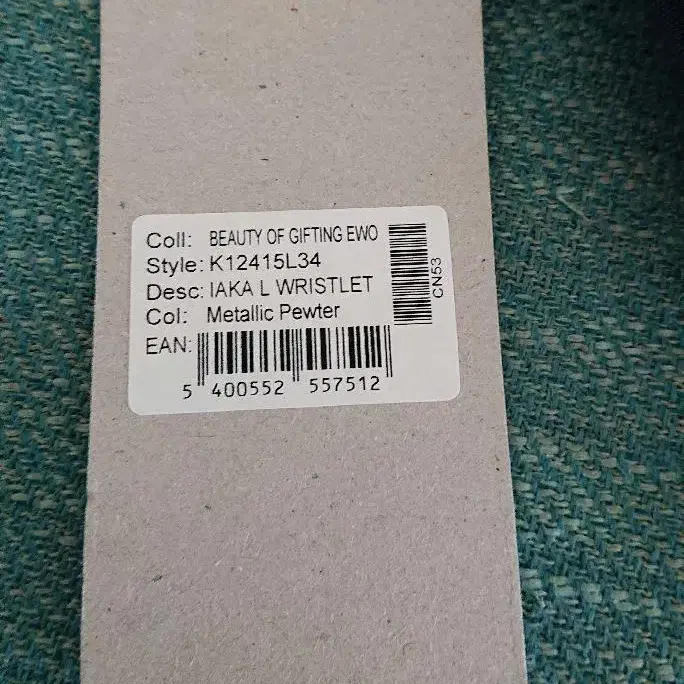 Coll: BEAUTY OF GIFTING EWO
Style: K12415L34
Desc: IAKA L WRISTLET
Col: Metallic Pewter
EAN:
5 400552 557512
CN53